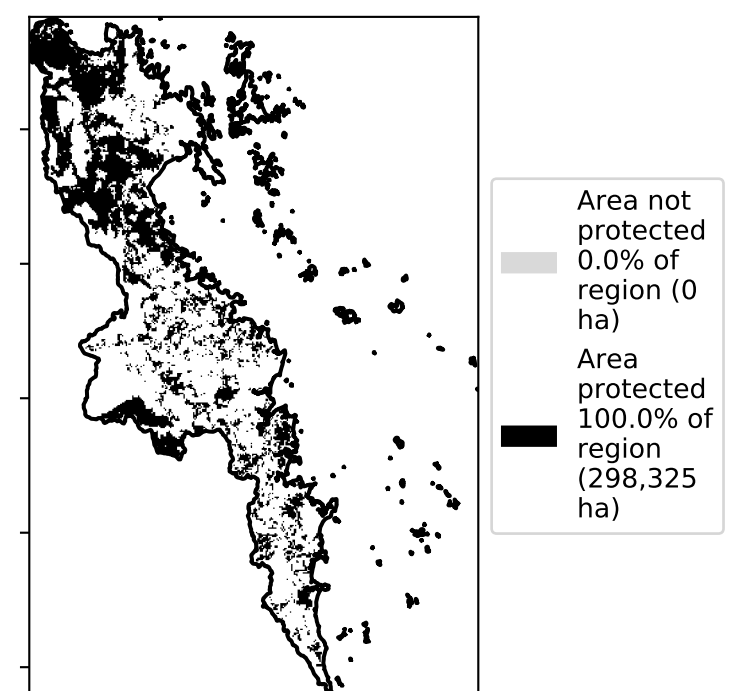 Area not
protected
0.0% of
region (0
ha)
Area
protected
100.0% of
region
(298,325
ha)